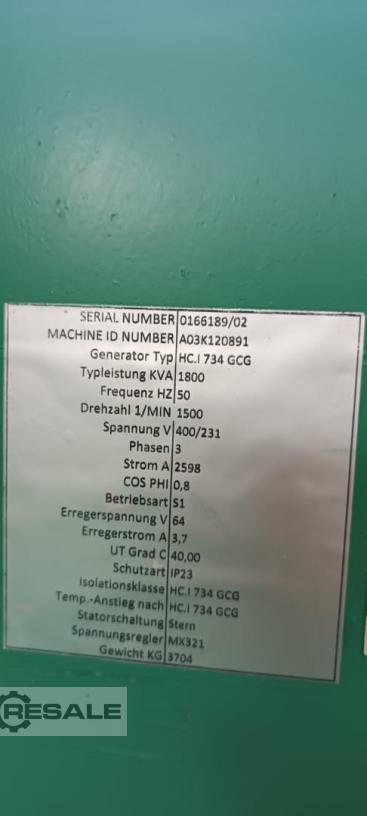 SERIAL NUMBER 0166189/02
MACHINE ID NUMBER A03K120891
Generator Typ HC.I 734 GCG
Typleistung KVA 1800
Frequenz HZ 50
Drehzahl 1/MIN 1500
Spannung V 400/231
Phasen 3
Strom A 2598
COS PHI 0,8
Betriebsart S1
Erregerspannung V 64
Erregerstrom A 3,7
UT Grad C 40,00
Schutzart IP23
Isolationsklasse HC.I 734 GCG
Temp.-Anstieg nach HC.I 734 GCG
Statorschaltung Stern
Spannungsregler MX321
Gewicht KG 3704
RESALE